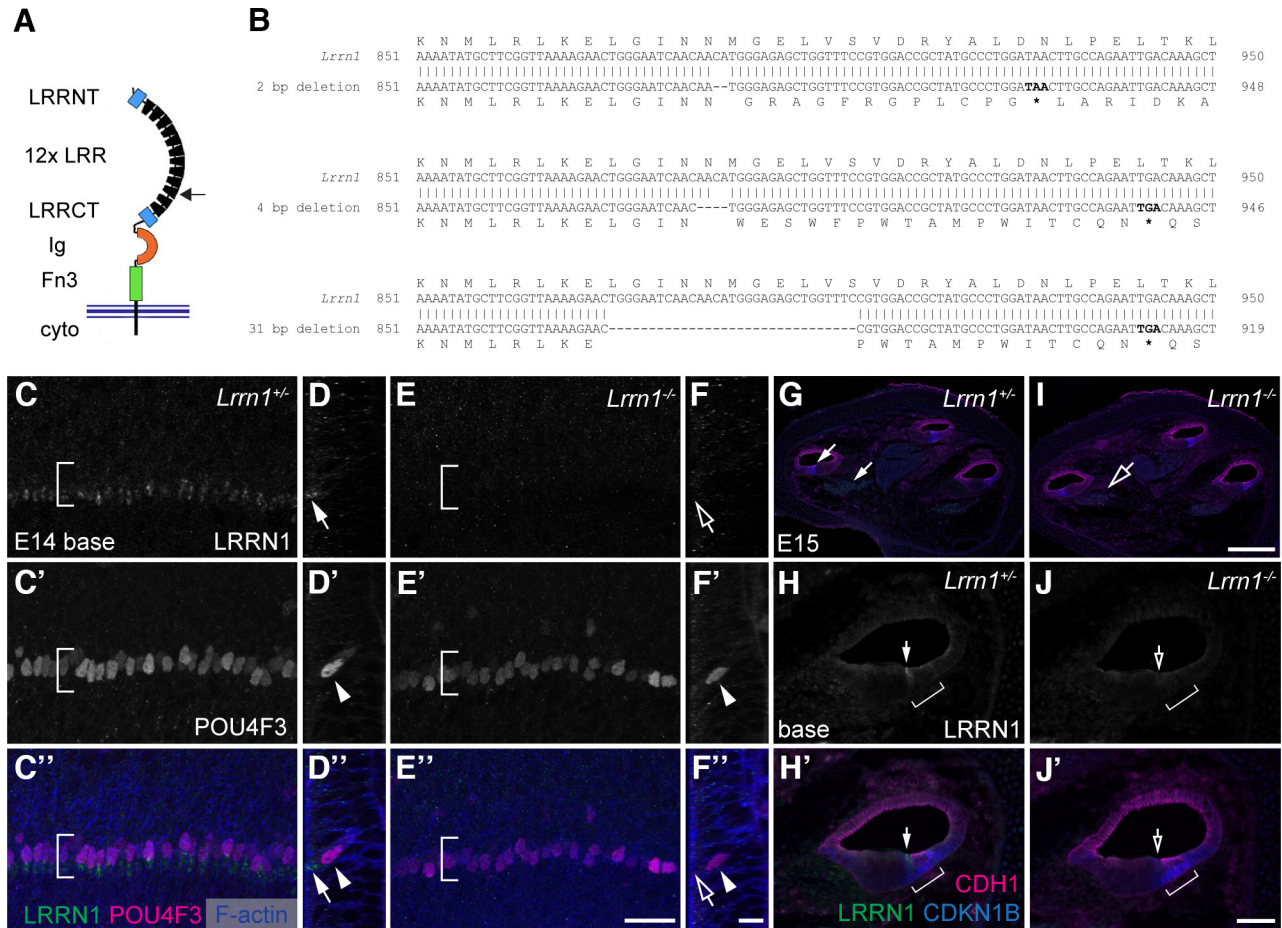 A
LRRNT
12x LRR
LRRCT
Ig
Fn3
cyto
B
K N M L R L K E L G I N N M G E L V S V D R Y A L D N L P E L T K L
Lrrn1 851 AAAATATGCTTCGGTTAAAAGAACTGGGAATCAACAACATGGGAGAGCTGGTTTCCGTGGACCGCTATGCCCTGGATAACTTGCCAGAATTGACAAAGCT 950
2 bp deletion 851 AAAATATGCTTCGGTTAAAAGAACTGGGAATCAACAA--TGGGAGAGCTGGTTTCCGTGGACCGCTATGCCCTGGATAACTTGCCAGAATTGACAAAGCT 948
K N M L R L K E L G I N N G R A G F R G P L C P G * L A R I D K A
K N M L R L K E L G I N N M G E L V S V D R Y A L D N L P E L T K L
Lrrn1 851 AAAATATGCTTCGGTTAAAAGAACTGGGAATCAACAACATGGGAGAGCTGGTTTCCGTGGACCGCTATGCCCTGGATAACTTGCCAGAATTGACAAAGCT 950
4 bp deletion 851 AAAATATGCTTCGGTTAAAAGAACTGGGAATCAAC----TGGGAGAGCTGGTTTCCGTGGACCGCTATGCCCTGGATAACTTGCCAGAATTGACAAAGCT 946
K N M L R L K E L G I N W E S W F P W T A M P W I T C Q N * Q S
K N M L R L K E L G I N N M G E L V S V D R Y A L D N L P E L T K L
Lrrn1 851 AAAATATGCTTCGGTTAAAAGAACTGGGAATCAACAACATGGGAGAGCTGGTTTCCGTGGACCGCTATGCCCTGGATAACTTGCCAGAATTGACAAAGCT 950
31 bp deletion 851 AAAATATGCTTCGGTTAAAAGAAC-------------------------------CGTGGACCGCTATGCCCTGGATAACTTGCCAGAATTGACAAAGCT 919
K N M L R L K E P W T A M P W I T C Q N * Q S
C Lrrn1+/- D E Lrrn1-/- F G Lrrn1+/- I Lrrn1-/-
E14 base LRRN1 E15
C' D' E' F' H Lrrn1+/- J Lrrn1-/-
POU4F3 base LRRN1
C'' D'' E'' F'' H' J'
LRRN1 POU4F3 F-actin
CDH1
LRRN1 CDKN1B